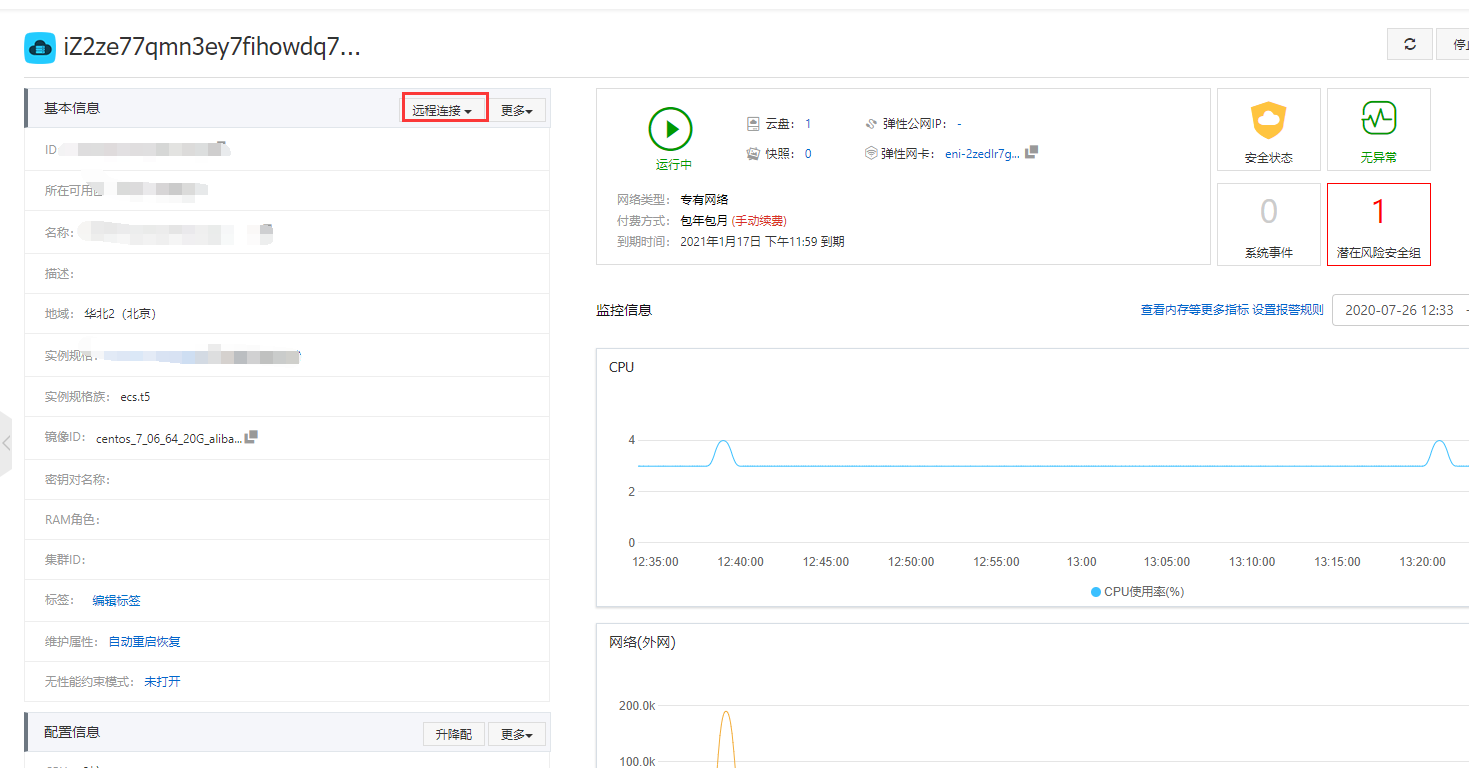 iZ2ze77qmn3ey7fihowdq7...
停止
基本信息
远程连接
更多
ID
所在可用
名称:
描述:
地域: 华北2（北京）
实例规格:
实例规格族: ecs.t5
镜像ID: centos_7_06_64_20G_aliba...
密钥对名称:
RAM角色:
集群ID:
标签: 编辑标签
维护属性: 自动重启恢复
无性能约束模式: 未打开
配置信息
升降配
更多
运行中
云盘: 1
弹性公网IP: -
快照: 0
弹性网卡: eni-2zedlr7g...
网络类型: 专有网络
付费方式: 包年包月 (手动续费)
到期时间: 2021年1月17日 下午11:59 到期
安全状态
无异常
0
系统事件
1
潜在风险安全组
监控信息
查看内存等更多指标 设置报警规则
2020-07-26 12:33 -
CPU
4
2
0
12:35:00 12:40:00 12:45:00 12:50:00 12:55:00 13:00 13:05:00 13:10:00 13:15:00 13:20:00
CPU使用率(%)
网络(外网)
200.0k
100.0k